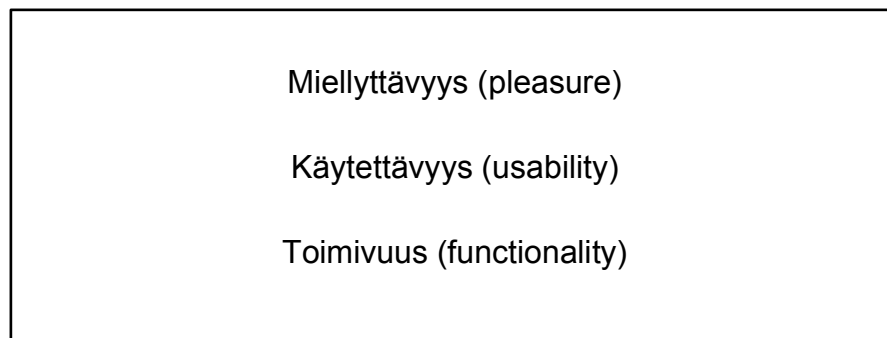 Miellyttävyys (pleasure)
Käytettävyys (usability)
Toimivuus (functionality)